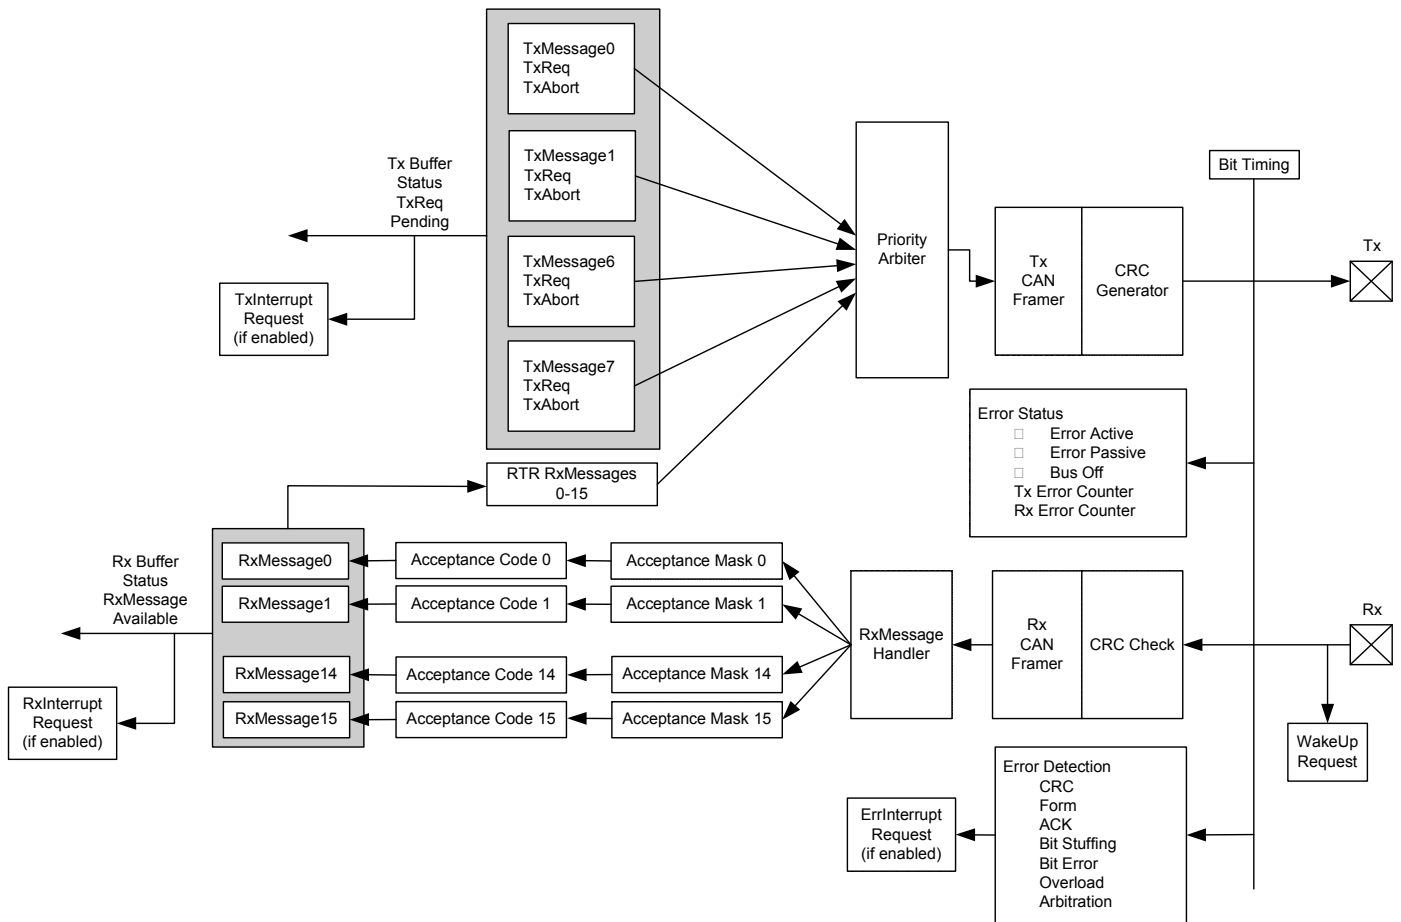 TxMessage0
TxReq
TxAbort
TxMessage1
TxReq
TxAbort
TxMessage6
TxReq
TxAbort
TxMessage7
TxReq
TxAbort
Tx Buffer
Status
TxReq
Pending
TxInterrupt
Request
(if enabled)
Priority
Arbiter
Tx
CAN
Framer
CRC
Generator
Bit Timing
Tx
RTR RxMessages
0-15
Error Status
Error Active
Error Passive
Bus Off
Tx Error Counter
Rx Error Counter
Rx Buffer
Status
RxMessage
Available
RxInterrupt
Request
(if enabled)
RxMessage0
Acceptance Code 0
Acceptance Mask 0
RxMessage1
Acceptance Code 1
Acceptance Mask 1
RxMessage14
Acceptance Code 14
Acceptance Mask 14
RxMessage15
Acceptance Code 15
Acceptance Mask 15
RxMessage
Handler
Rx
CAN
Framer
CRC Check
Rx
WakeUp
Request
ErrInterrupt
Request
(if enabled)
Error Detection
CRC
Form
ACK
Bit Stuffing
Bit Error
Overload
Arbitration